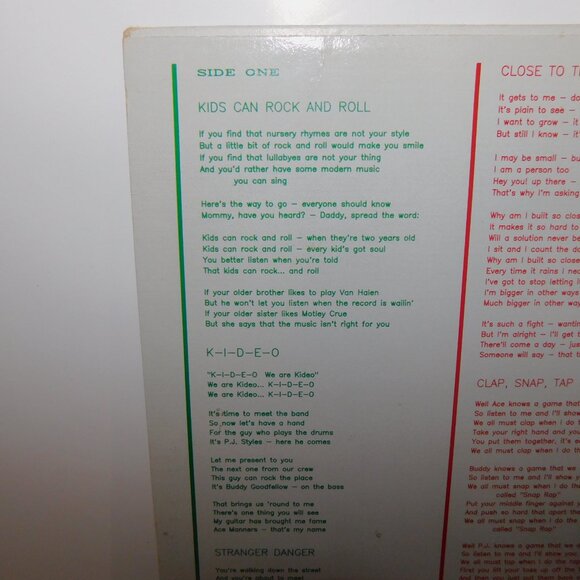 SIDE ONE
KIDS CAN ROCK AND ROLL
If you find that nursery rhymes are not your style
But a little bit of rock and roll would make you smile
If you find that lullabyes are not your thing
And you'd rather have some modern music
you can sing
Here's the way to go – everyone should know
Mommy, have you heard? – Daddy, spread the word:
Kids can rock and roll – when they're two years old
Kids can rock and roll – every kid's got soul
You better listen when you're told
That kids can rock... and roll
If your older brother likes to play Van Halen
But he won't let you listen when the record is wailin'
If your older sister likes Motley Crue
But she says that the music isn't right for you
K–I–D–E–O
"K–I–D–E–O  We are Kideo"
We are Kideo... K–I–D–E–O
We are Kideo... K–I–D–E–O
It's time to meet the band
So now let's have a hand
For the guy who plays the drums
It's P.J. Styles – here he comes
Let me present to you
The next one from our crew
This guy can rock the place
It's Buddy Goodfellow – on the bass
That brings us 'round to me
There's one thing you will see
My guitar has brought me fame
Ace Manners – that's my name
STRANGER DANGER
You're walking down the street
And you're about to meet
CLOSE TO
It gets to me –
It's plain to see –
I want to grow – it
But still I know – it
I may be small –
I am a person too
Hey you! up there –
That's why I'm asking
Why am I built so close
It makes it so hard to
Will a solution never be
I sit and I count the
Why am I built so close
Every time it rains I
I've got to stop letting
I'm bigger in other ways
Much bigger in other
It's such a fight –
But I'm alright – I'll get
There'll come a day –
Someone will say – that
CLAP, SNAP, TAP
Well Ace knows a game that
So listen to me and I'll show
We all must clap when I do the
Take your right hand and
You put them together, it's
We all must clap when I do the
Buddy knows a game that
So listen to me and I'll show
We all must snap when I do the
called "Snap Rap"
Put your middle finger against
And push so hard that apart
We all must snap when I do the
called "Snap Rap"
Well P.J. knows a game that
So listen to me and I'll show
We all must tap when I do the